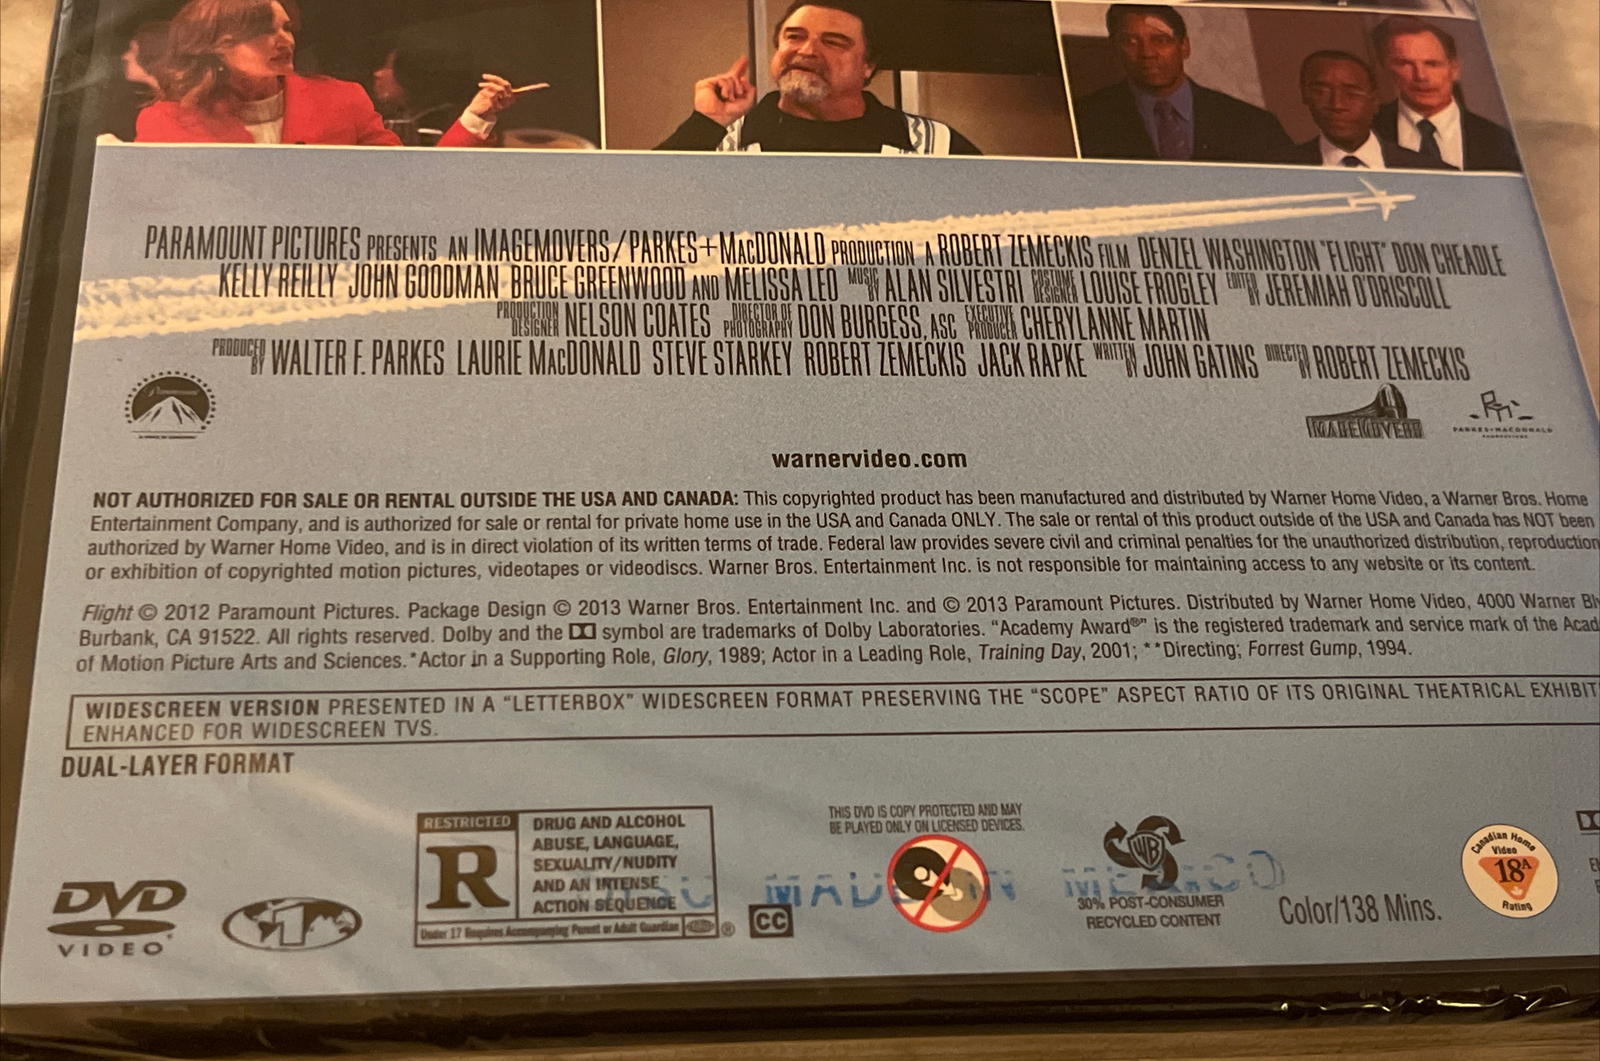 PARAMOUNT PICTURES PRESENTS AN IMAGEMOVERS/PARKES+MACDONALD PRODUCTION A ROBERT ZEMECKIS FILM DENZEL WASHINGTON "FLIGHT" DON CHEADLE
KELLY REILLY JOHN GOODMAN BRUCE GREENWOOD AND MELISSA LEO MUSIC BY ALAN SILVESTRI COSTUME DESIGNER LOUISE FROGLEY EDITED BY JEREMIAH O'DRISCOLL
PRODUCTION DESIGNER NELSON COATES DIRECTOR OF PHOTOGRAPHY DON BURGESS, ASC EXECUTIVE PRODUCER CHERYLANNE MARTIN
PRODUCED BY WALTER F. PARKES LAURIE MACDONALD STEVE STARKEY ROBERT ZEMECKIS JACK RAPKE WRITTEN BY JOHN GATINS DIRECTED BY ROBERT ZEMECKIS
Paramount
IMAGEMOVERS
PARKES+MACDONALD
PRODUCTIONS
warnervideo.com
NOT AUTHORIZED FOR SALE OR RENTAL OUTSIDE THE USA AND CANADA: This copyrighted product has been manufactured and distributed by Warner Home Video, a Warner Bros. Home
Entertainment Company, and is authorized for sale or rental for private home use in the USA and Canada ONLY. The sale or rental of this product outside of the USA and Canada has NOT been
authorized by Warner Home Video, and is in direct violation of its written terms of trade. Federal law provides severe civil and criminal penalties for the unauthorized distribution, reproduction
or exhibition of copyrighted motion pictures, videotapes or videodiscs. Warner Bros. Entertainment Inc. is not responsible for maintaining access to any website or its content.
Flight © 2012 Paramount Pictures. Package Design © 2013 Warner Bros. Entertainment Inc. and © 2013 Paramount Pictures. Distributed by Warner Home Video, 4000 Warner Bl
Burbank, CA 91522. All rights reserved. Dolby and the DD symbol are trademarks of Dolby Laboratories. "Academy Award®" is the registered trademark and service mark of the Acad
of Motion Picture Arts and Sciences. *Actor in a Supporting Role, Glory, 1989; Actor in a Leading Role, Training Day, 2001; **Directing; Forrest Gump, 1994.
WIDESCREEN VERSION PRESENTED IN A "LETTERBOX" WIDESCREEN FORMAT PRESERVING THE "SCOPE" ASPECT RATIO OF ITS ORIGINAL THEATRICAL EXHIBIT
ENHANCED FOR WIDESCREEN TVS.
DUAL-LAYER FORMAT
DVD
VIDEO
1
RESTRICTED
R
DRUG AND ALCOHOL
ABUSE, LANGUAGE,
SEXUALITY/NUDITY
AND AN INTENSE
ACTION SEQUENCE
Under 17 Requires Accompanying Parent or Adult Guardian ®
CC
THIS DVD IS COPY PROTECTED AND MAY
BE PLAYED ONLY ON LICENSED DEVICES.
DISC MADE IN MEXICO
WB
30% POST-CONSUMER
RECYCLED CONTENT
Color/138 Mins.
Canadian Home
Video
18A
Rating